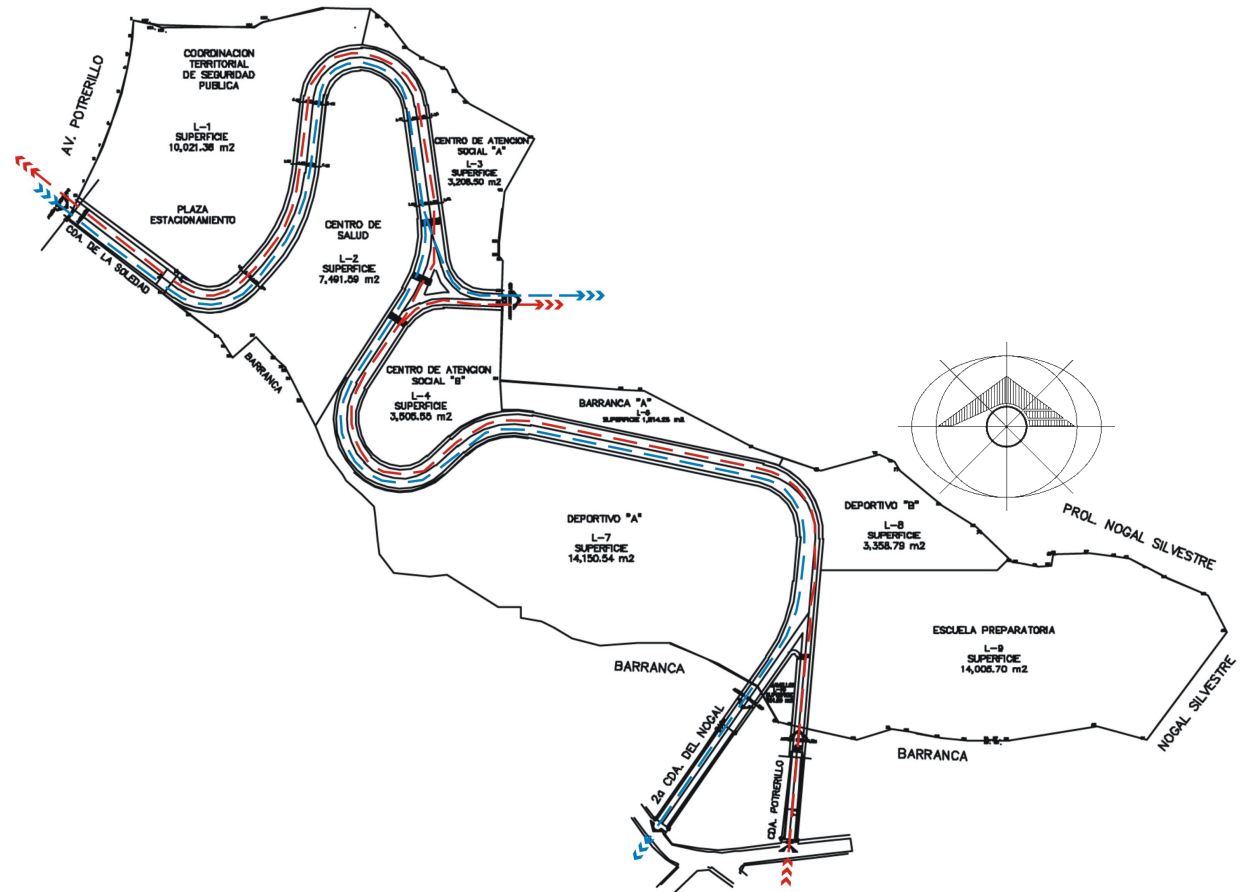 COORDINACION
TERRITORIAL
DE SEGURIDAD
PUBLICA
L-1
SUPERFICIE
10,021.38 m2
AV. POTRERILLO
PLAZA
ESTACIONAMIENTO
CDA. DE LA SOLEDAD
CENTRO DE ATENCION
SOCIAL "A"
L-3
SUPERFICIE
3,208.50 m2
CENTRO DE
SALUD
L-2
SUPERFICIE
7,491.59 m2
BARRANCA
CENTRO DE ATENCION
SOCIAL "B"
L-4
SUPERFICIE
3,505.55 m2
BARRANCA "A"
SUPERFICIE
DEPORTIVO "A"
L-7
SUPERFICIE
14,150.54 m2
DEPORTIVO "B"
L-8
SUPERFICIE
3,358.79 m2
PROL. NOGAL SILVESTRE
ESCUELA PREPARATORIA
L-9
SUPERFICIE
14,005.70 m2
NOGAL SILVESTRE
BARRANCA
BARRANCA
2a CDA. DEL NOGAL
CDA. POTRERILLO